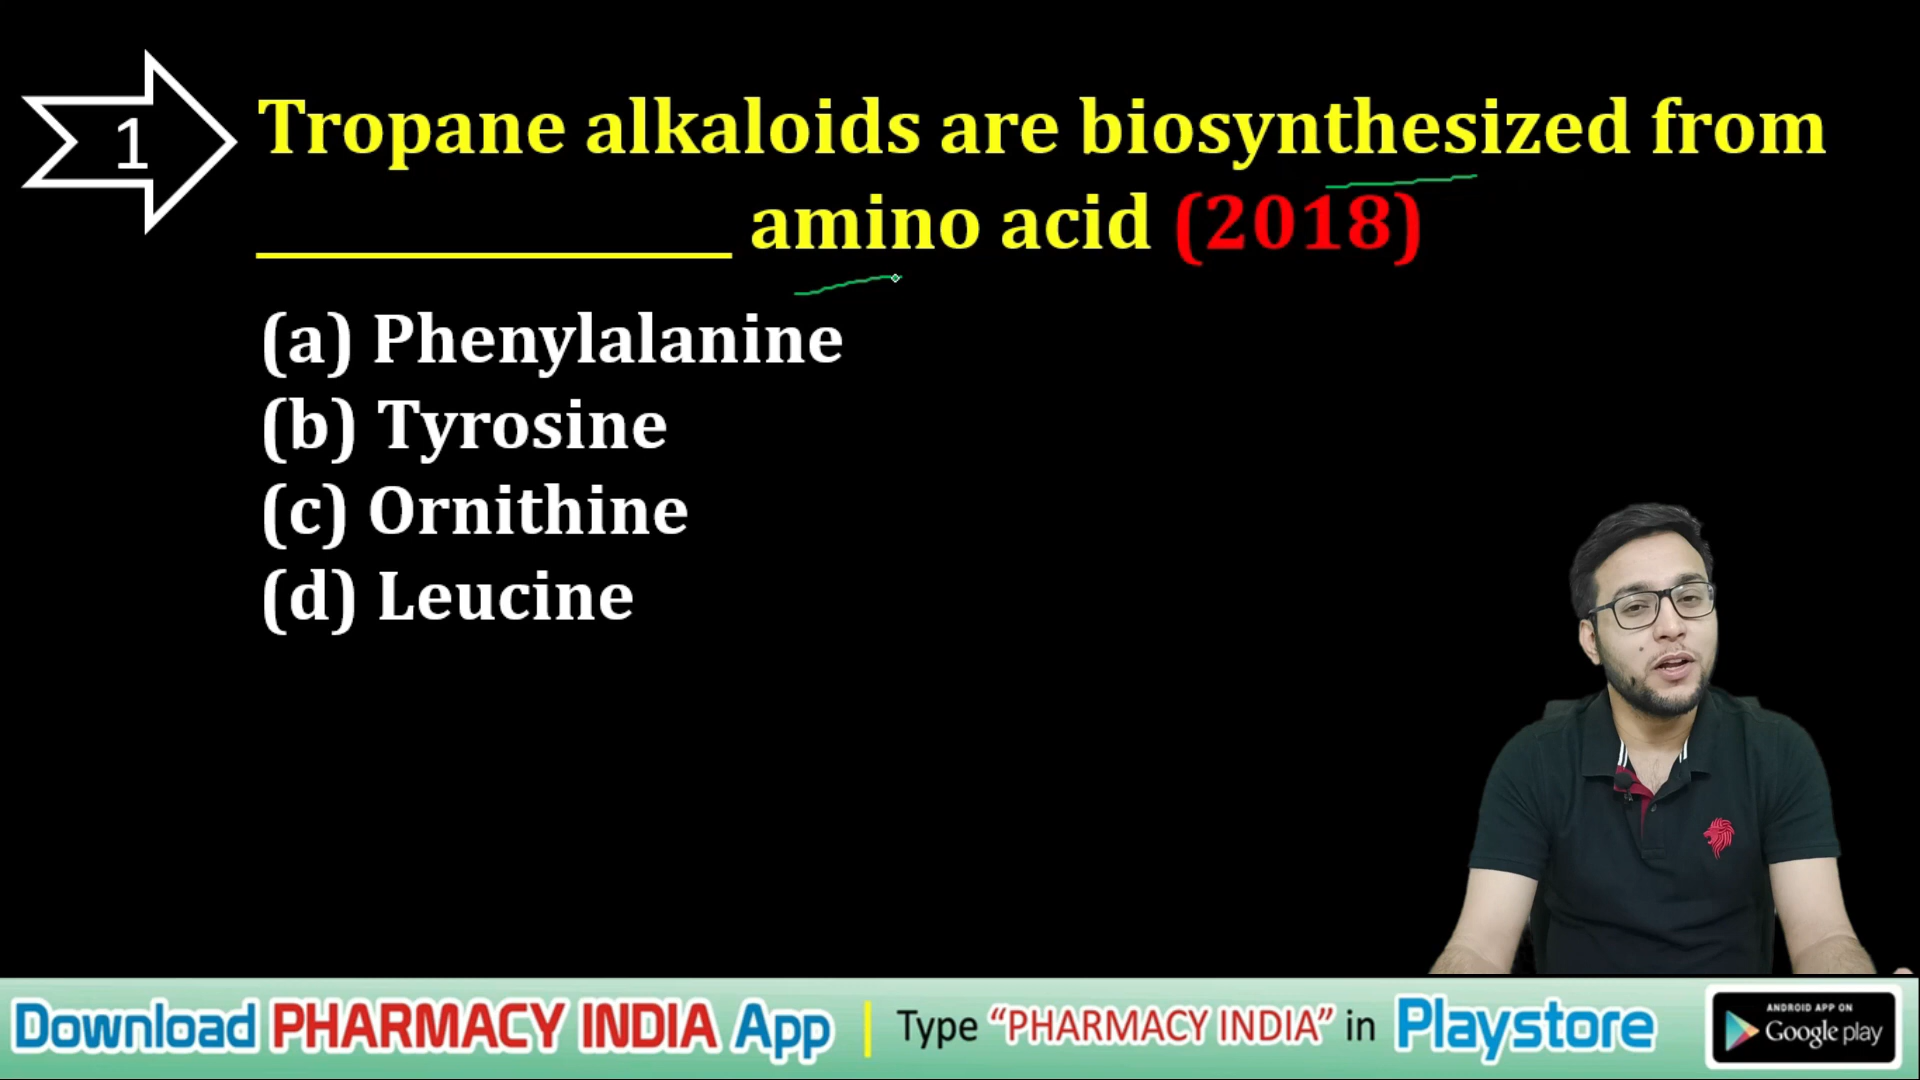 1
Tropane alkaloids are biosynthesized from
______________ amino acid (2018)
(a) Phenylalanine
(b) Tyrosine
(c) Ornithine
(d) Leucine
Download PHARMACY INDIA App | Type “PHARMACY INDIA” in Playstore
ANDROID APP ON
Google play